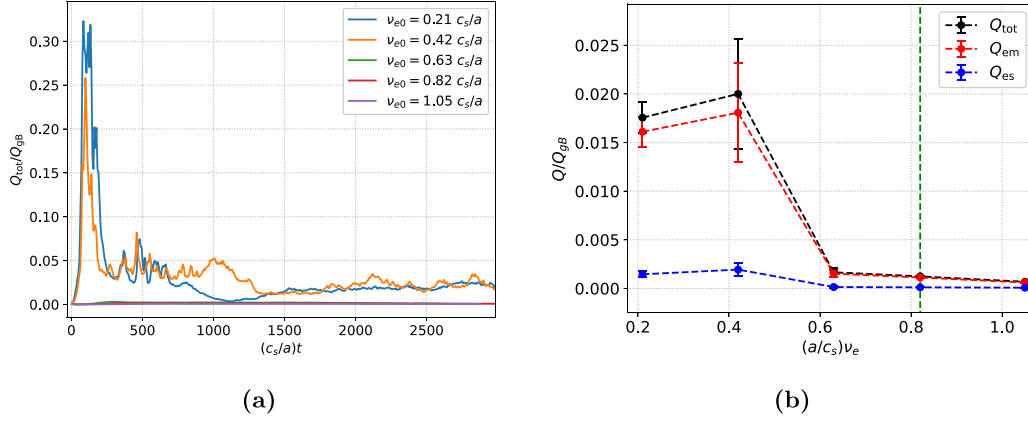 0.30
0.25
0.20
0.15
0.10
0.05
0.00
Q_tot/Q_gB
0 500 1000 1500 2000 2500
(c_s/a)t
ν_e0 = 0.21 c_s/a
ν_e0 = 0.42 c_s/a
ν_e0 = 0.63 c_s/a
ν_e0 = 0.82 c_s/a
ν_e0 = 1.05 c_s/a
(a)
0.025
0.020
0.015
0.010
0.005
0.000
Q/Q_gB
0.2 0.4 0.6 0.8 1.0
(a/c_s)ν_e
Q_tot
Q_em
Q_es
(b)